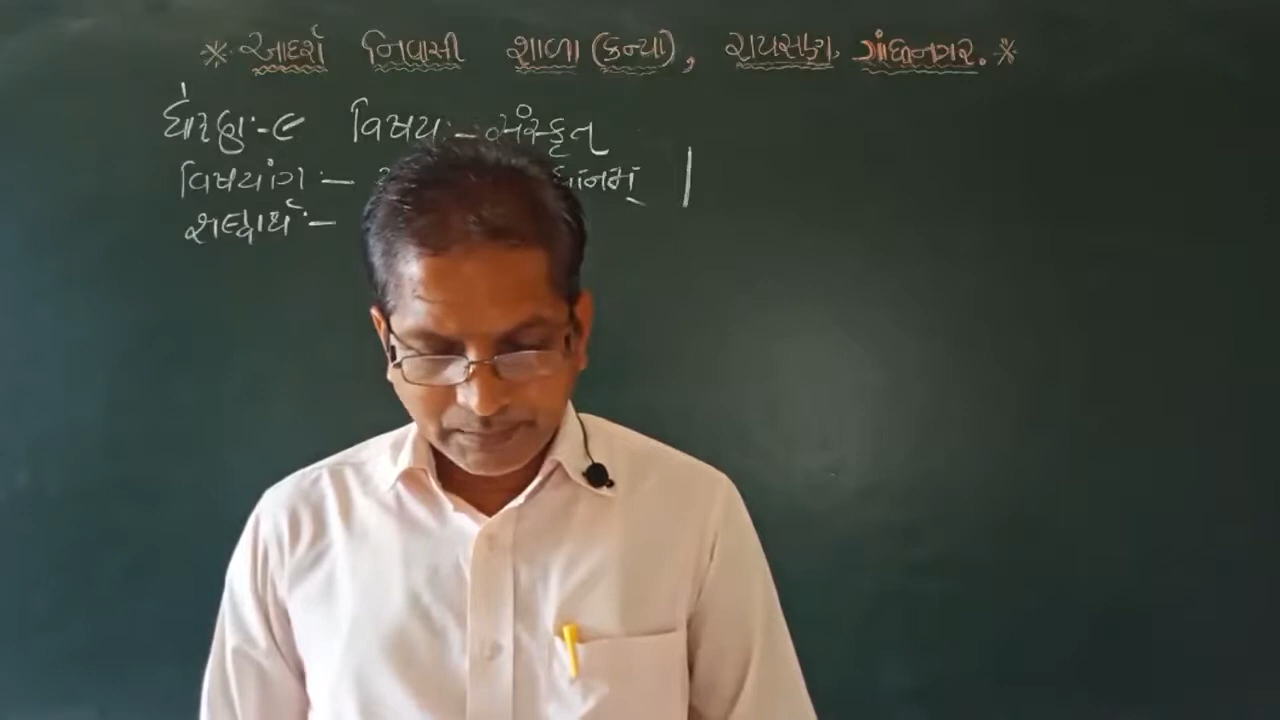 * આદર્શ નિવાસી શાળા (કન્યા), રાયસણ, ગાંધીનગર. *
ધોરણ:-૯ વિષય:- સંસ્કૃત
વિષયાંગ :-
શબ્દાર્થ :-